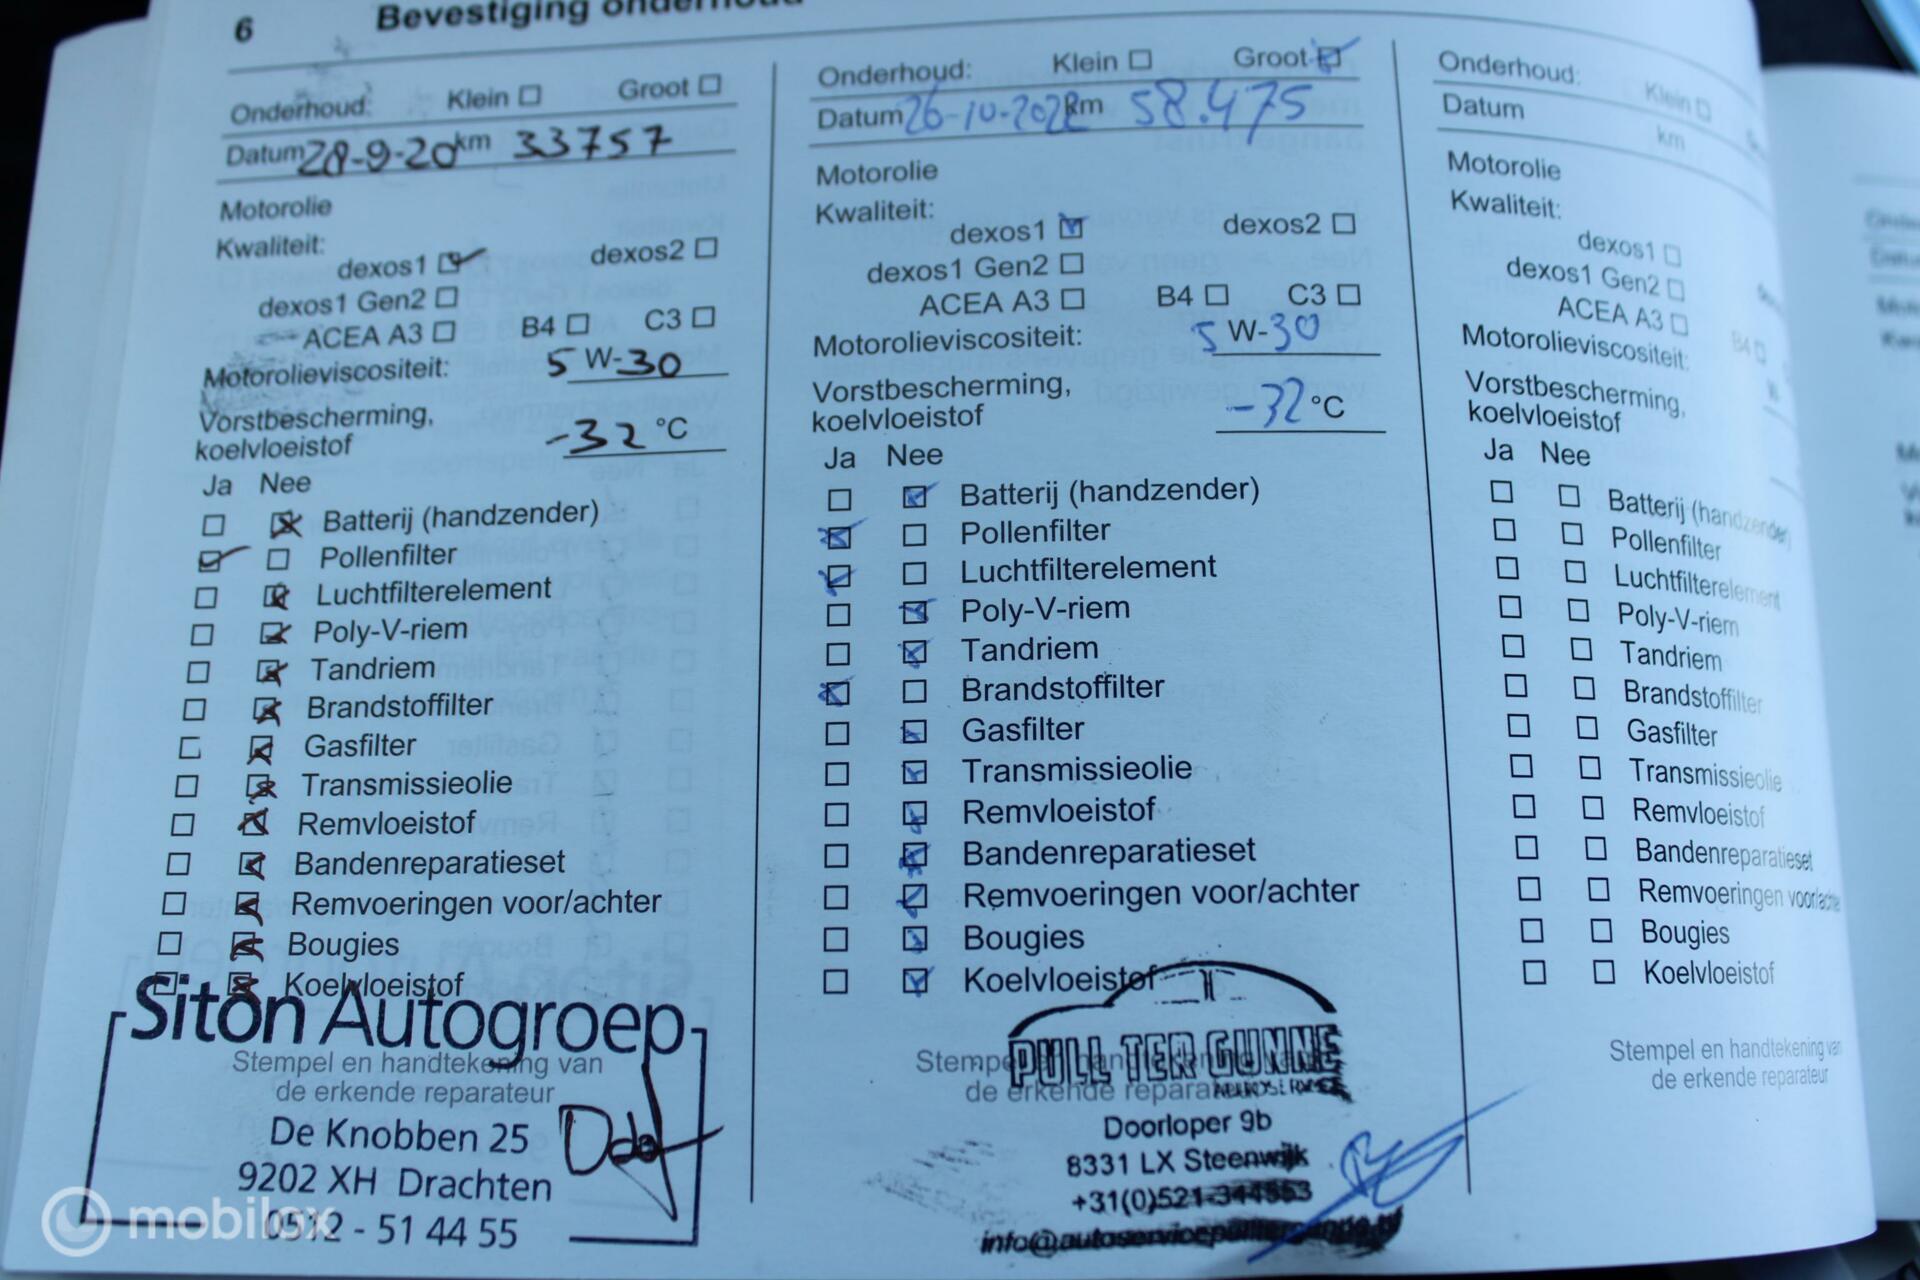 6 Bevestiging onderhoud
Onderhoud: Klein Groot
Datum 28-9-20 km 33757
Motorolie
Kwaliteit:
dexos1 dexos2
dexos1 Gen2
ACEA A3 B4 C3
Motorolieviscositeit: 5 W-30
Vorstbescherming,
koelvloeistof -32 °C
Ja Nee
Batterij (handzender)
Pollenfilter
Luchtfilterelement
Poly-V-riem
Tandriem
Brandstoffilter
Gasfilter
Transmissieolie
Remvloeistof
Bandenreparatieset
Remvoeringen voor/achter
Bougies
Koelvloeistof
Siton Autogroep
Stempel en handtekening van
de erkende reparateur
De Knobben 25
9202 XH Drachten
0512 - 51 44 55
Onderhoud: Klein Groot
Datum 26-10-2022 km 58.475
Motorolie
Kwaliteit:
dexos1 dexos2
dexos1 Gen2
ACEA A3 B4 C3
Motorolieviscositeit: 5 W-30
Vorstbescherming,
koelvloeistof -32 °C
Ja Nee
Batterij (handzender)
Pollenfilter
Luchtfilterelement
Poly-V-riem
Tandriem
Brandstoffilter
Gasfilter
Transmissieolie
Remvloeistof
Bandenreparatieset
Remvoeringen voor/achter
Bougies
Koelvloeistof
Stempel en handtekening van
PULL TER GUNNE
de erkende reparateur
Doorloper 9b
8331 LX Steenwijk
+31(0)521-344553
Onderhoud: Klein
Datum km
Motorolie
Kwaliteit:
dexos1
dexos1 Gen2
ACEA A3 B4
Motorolieviscositeit: W
Vorstbescherming,
koelvloeistof
Ja Nee
Batterij (handzender)
Pollenfilter
Luchtfilterelement
Poly-V-riem
Tandriem
Brandstoffilter
Gasfilter
Transmissieolie
Remvloeistof
Bandenreparatieset
Remvoeringen voor/achter
Bougies
Koelvloeistof
Stempel en handtekening van
de erkende reparateur
mobilox